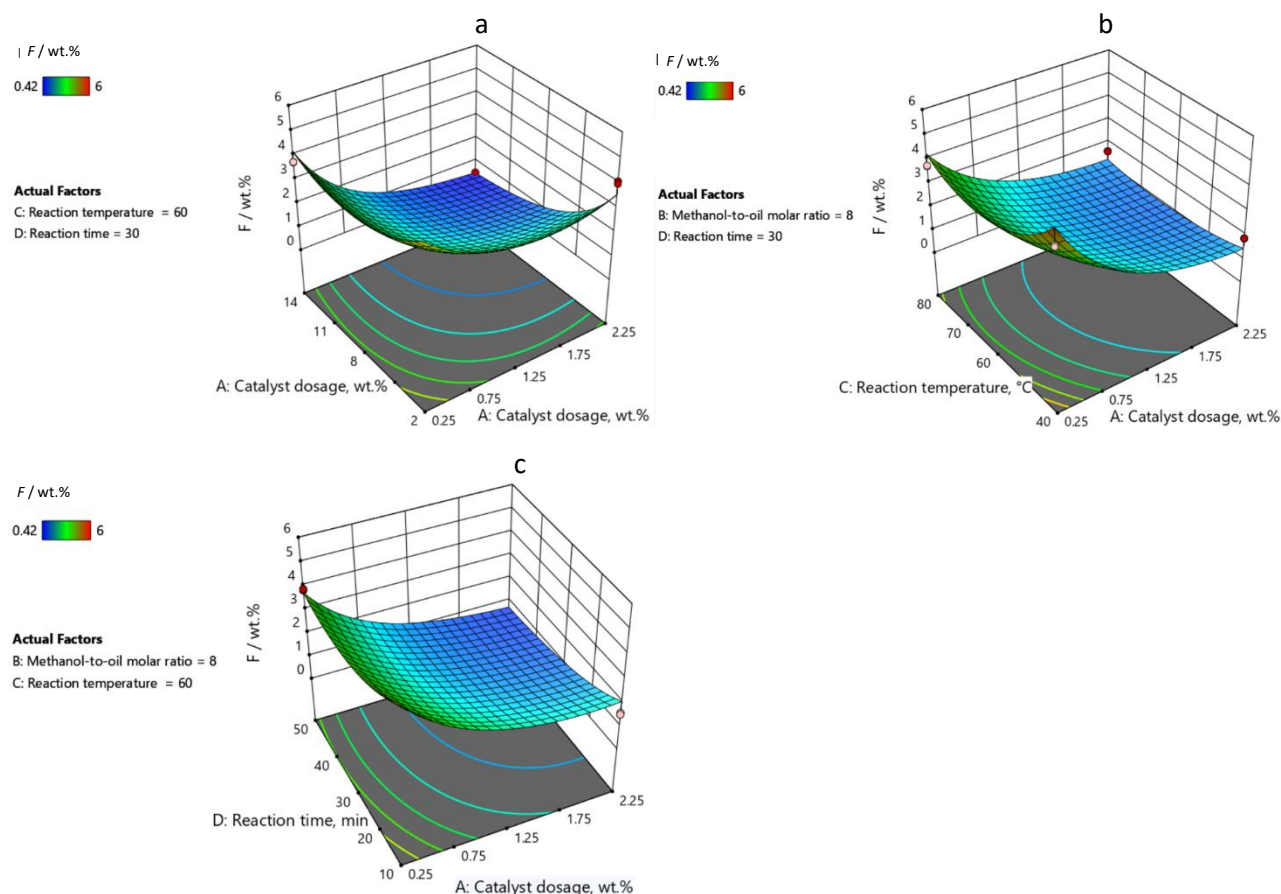 a
F / wt.%
0.42 6
Actual Factors
C: Reaction temperature = 60
D: Reaction time = 30
6
5
4
3
2
1
0
F / wt.%
14
11
8
2
A: Catalyst dosage, wt.%
0.25
0.75
1.25
1.75
2.25
A: Catalyst dosage, wt.%
b
F / wt.%
0.42 6
Actual Factors
B: Methanol-to-oil molar ratio = 8
D: Reaction time = 30
6
5
4
3
2
1
0
F / wt.%
80
70
60
40
C: Reaction temperature, °C
0.25
0.75
1.25
1.75
2.25
A: Catalyst dosage, wt.%
c
F / wt.%
0.42 6
Actual Factors
B: Methanol-to-oil molar ratio = 8
C: Reaction temperature = 60
6
5
4
3
2
1
0
F / wt.%
50
40
30
20
10
D: Reaction time, min
0.25
0.75
1.25
1.75
2.25
A: Catalyst dosage, wt.%